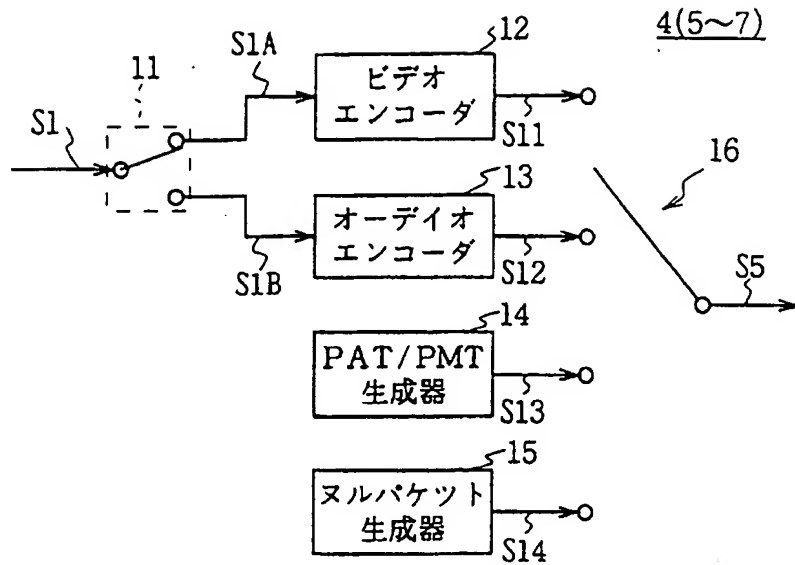 4(5～7)
12
S1A
11
ビデオ
エンコーダ
S1
S11
16
13
オーデイオ
エンコーダ
S12
S1B
S5
14
PAT/PMT
生成器
S13
15
ヌルパケット
生成器
S14